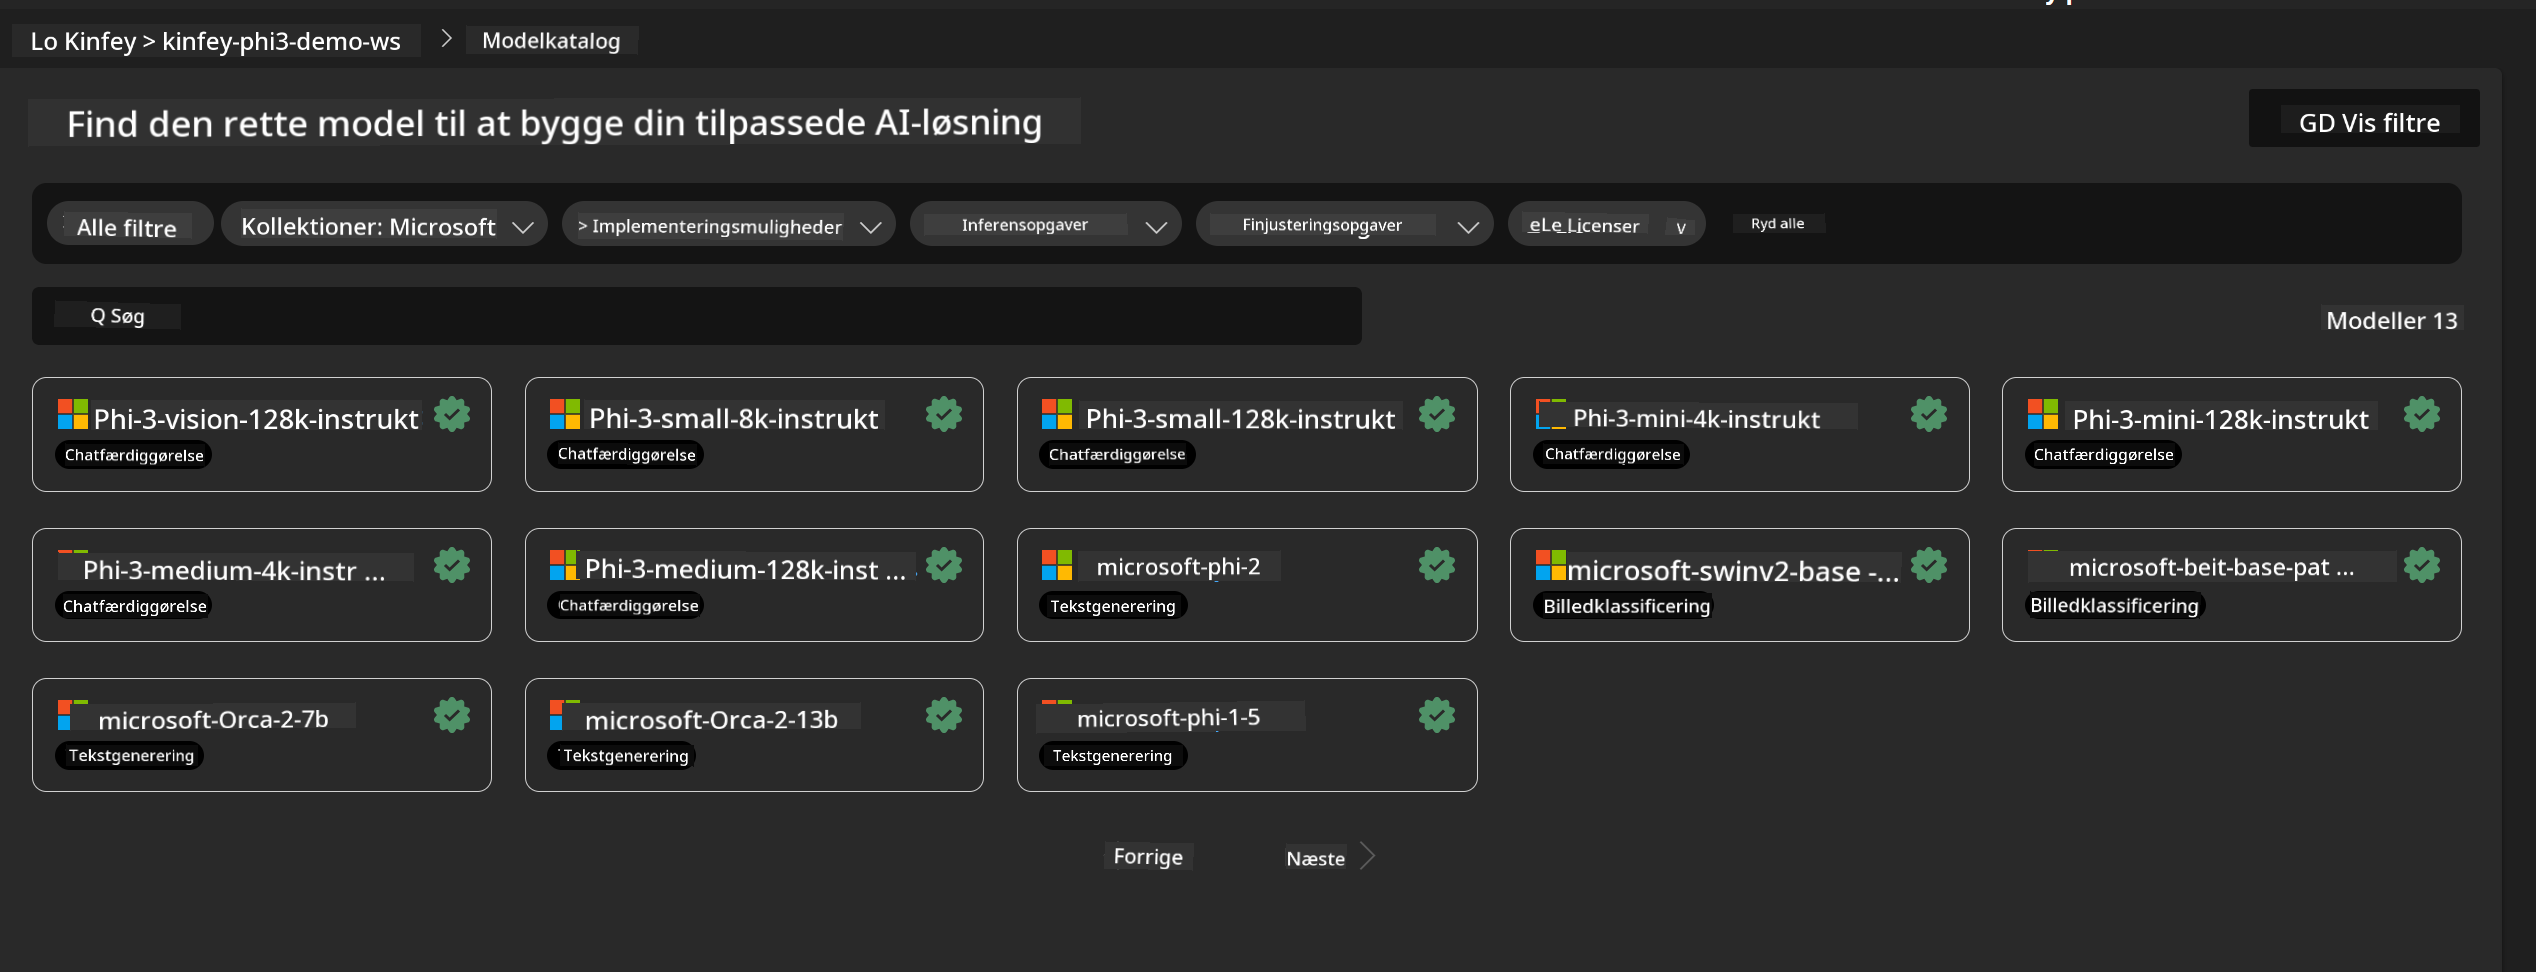 Lo Kinfey > kinfey-phi3-demo-ws > Modelkatalog
Find den rette model til at bygge din tilpassede AI-løsning
GD Vis filtre
Alle filtre
Kollektioner: Microsoft
> Implementeringsmuligheder
Inferensopgaver
Finjusteringsopgaver
eLe Licenser v
Ryd alle
Q Søg
Modeller 13
Phi-3-vision-128k-instrukt
Chatfærdiggørelse
Phi-3-small-8k-instrukt
Chatfærdiggørelse
Phi-3-small-128k-instrukt
Chatfærdiggørelse
Phi-3-mini-4k-instrukt
Chatfærdiggørelse
Phi-3-mini-128k-instrukt
Chatfærdiggørelse
Phi-3-medium-4k-instr ...
Chatfærdiggørelse
Phi-3-medium-128k-inst ...
Chatfærdiggørelse
microsoft-phi-2
Tekstgenerering
microsoft-swinv2-base -...
Billedklassificering
microsoft-beit-base-pat ...
Billedklassificering
microsoft-Orca-2-7b
Tekstgenerering
microsoft-Orca-2-13b
Tekstgenerering
microsoft-phi-1-5
Tekstgenerering
Forrige
Næste